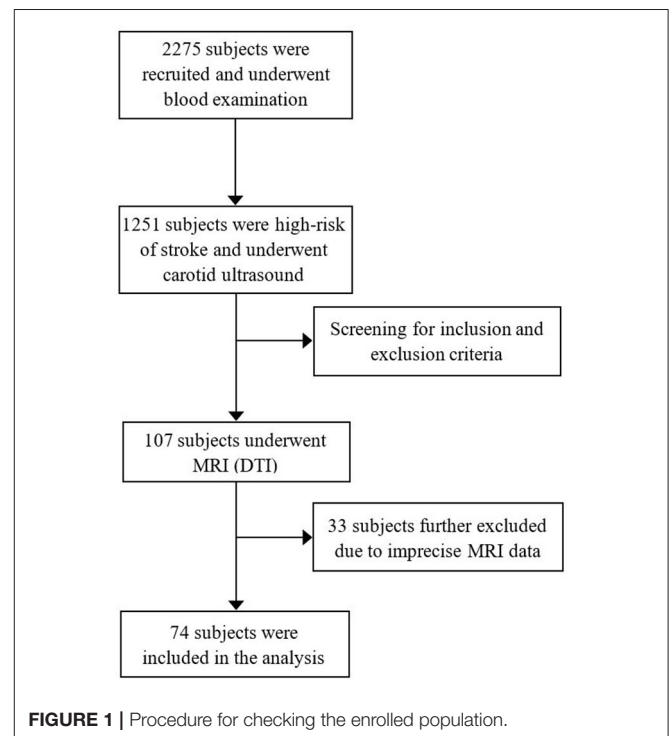 2275 subjects were
recruited and underwent
blood examination
1251 subjects were high-risk
of stroke and underwent
carotid ultrasound
Screening for inclusion and
exclusion criteria
107 subjects underwent
MRI (DTI)
33 subjects further excluded
due to imprecise MRI data
74 subjects were
included in the analysis
FIGURE 1 | Procedure for checking the enrolled population.